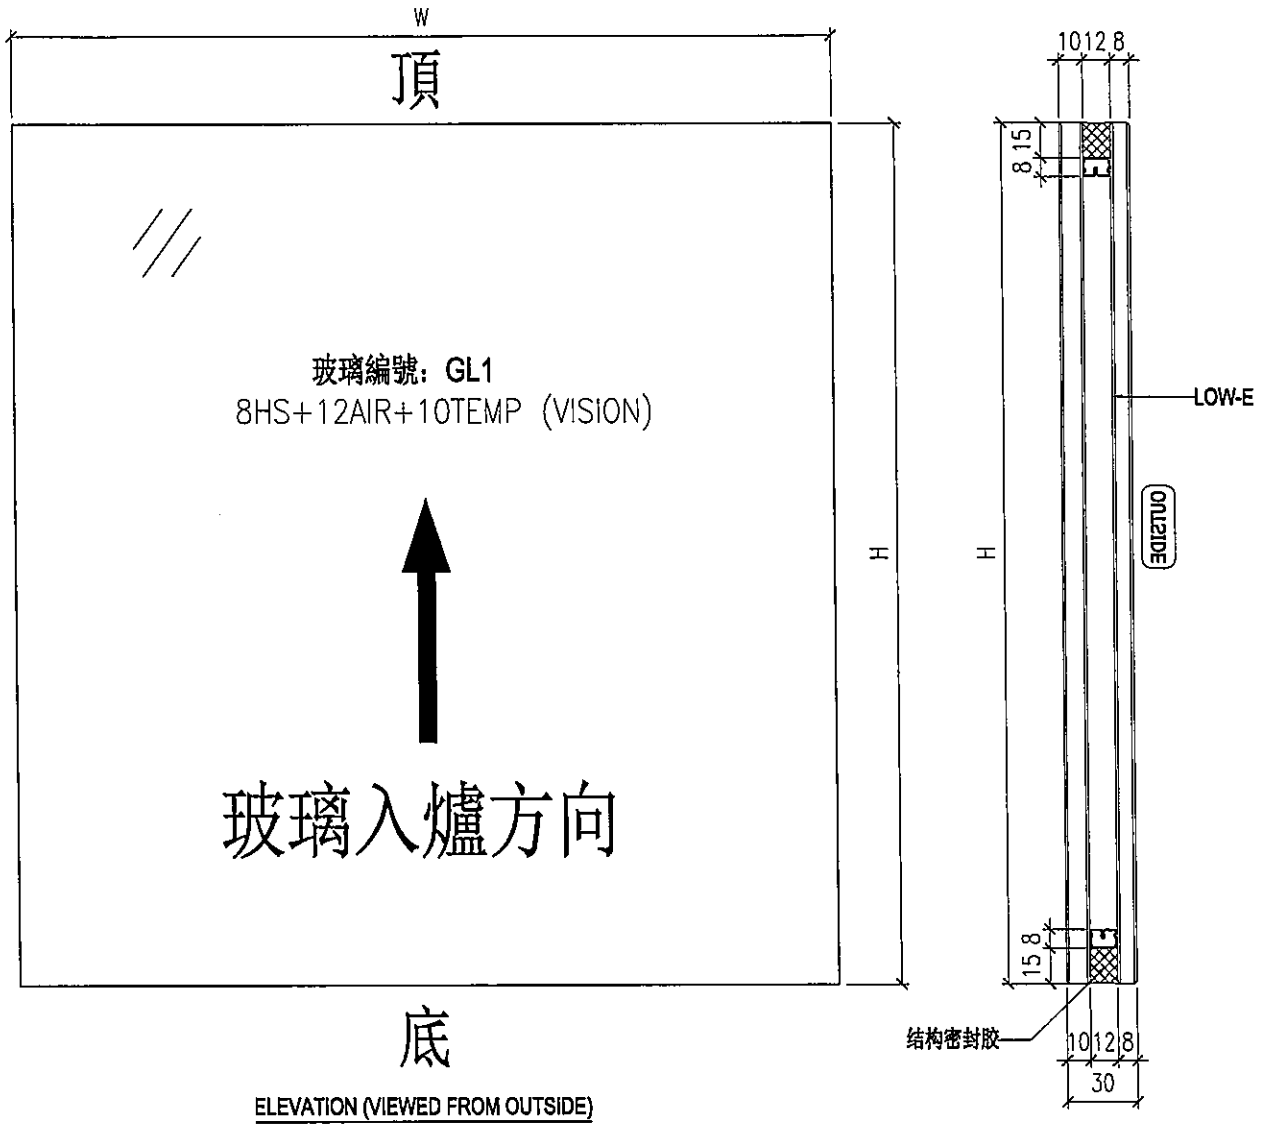 W
頂
玻璃編號：GL1
8HS+12AIR+10TEMP (VISION)
玻璃入爐方向
底
ELEVATION (VIEWED FROM OUTSIDE)
H
10 12 8
15
8
H
LOW-E
OUTSIDE
8
15
结构密封胶
10 12 8
30